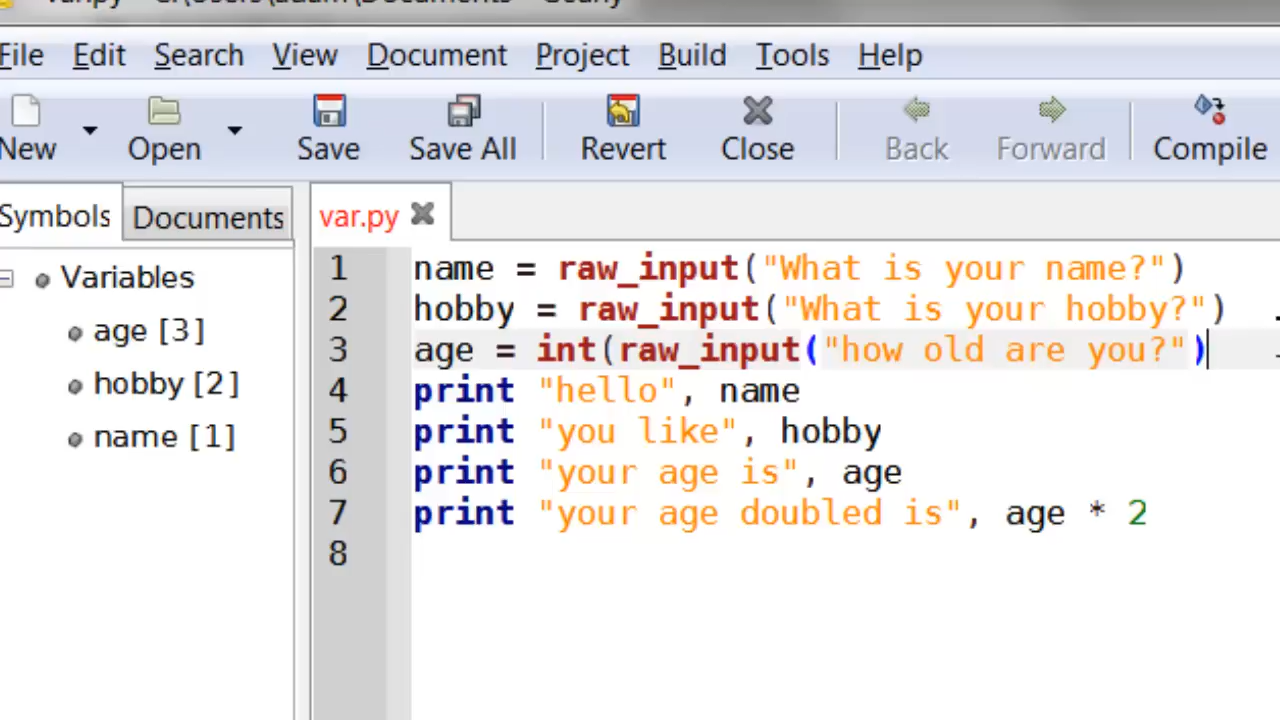 File Edit Search View Document Project Build Tools Help
New Open Save Save All Revert Close Back Forward Compile
Symbols Documents var.py
Variables
age [3]
hobby [2]
name [1]
1 name = raw_input("What is your name?")
2 hobby = raw_input("What is your hobby?")
3 age = int(raw_input("how old are you?")
4 print "hello", name
5 print "you like", hobby
6 print "your age is", age
7 print "your age doubled is", age * 2
8